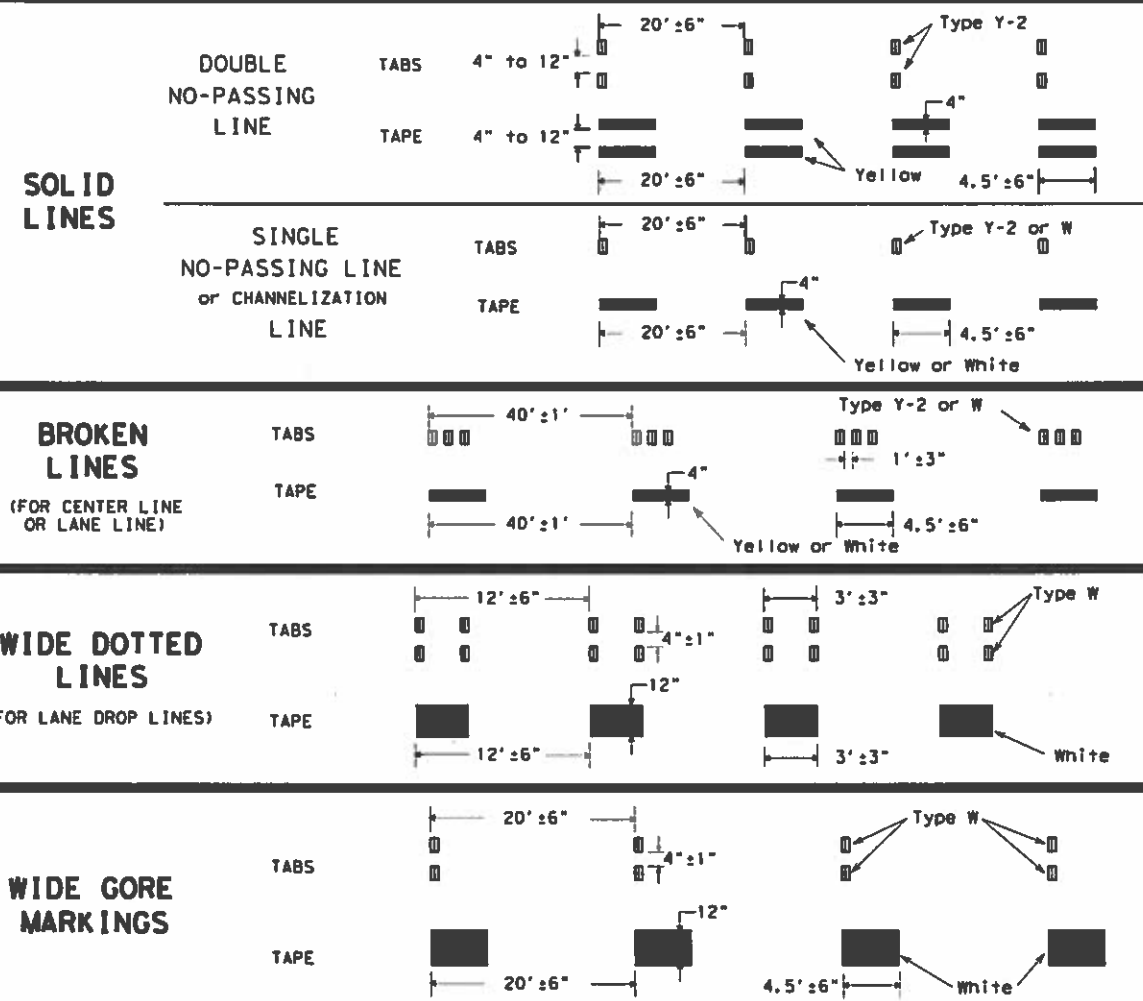 SOLID
LINES
DOUBLE
NO-PASSING
LINE
TABS
4" to 12"
20'±6"
Type Y-2
TAPE
4" to 12"
4"
20'±6"
Yellow
4.5'±6"
SINGLE
NO-PASSING LINE
or CHANNELIZATION
LINE
TABS
20'±6"
Type Y-2 or W
TAPE
4"
20'±6"
4.5'±6"
Yellow or White
BROKEN
LINES
(FOR CENTER LINE
OR LANE LINE)
TABS
40'±1'
Type Y-2 or W
1'±3"
TAPE
4"
40'±1'
4.5'±6"
Yellow or White
WIDE DOTTED
LINES
FOR LANE DROP LINES)
TABS
12'±6"
3'±3"
Type W
4"±1"
TAPE
12"
12'±6"
3'±3"
White
WIDE GORE
MARKINGS
TABS
20'±6"
Type W
4"±1"
TAPE
12"
20'±6"
4.5'±6"
White